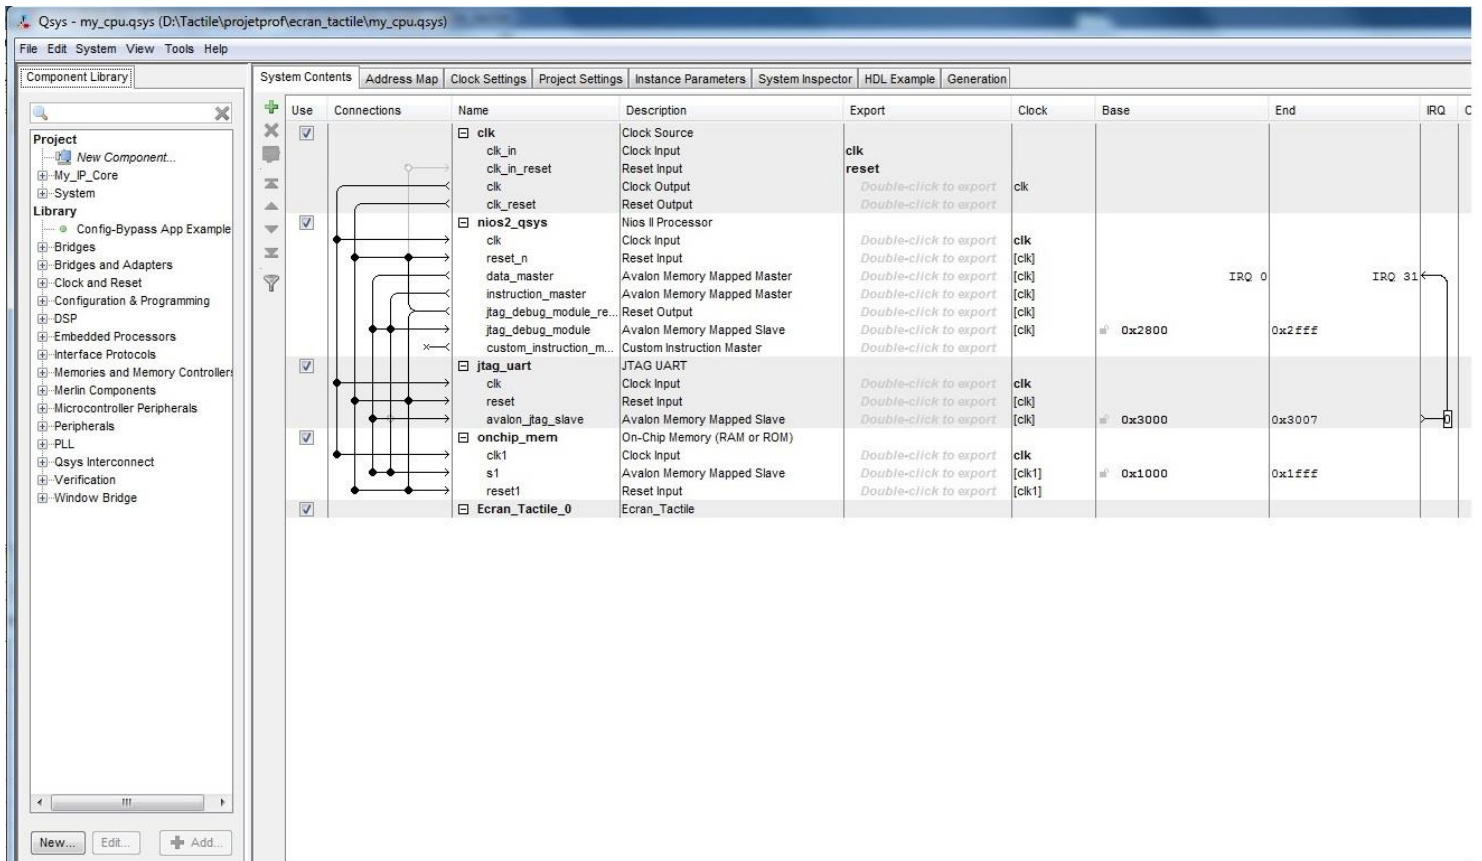 Qsys - my_cpu.qsys (D:\Tactile\projetprof\ecran_tactile\my_cpu.qsys)
File Edit System View Tools Help
Component Library
Project
New Component...
My_IP_Core
System
Library
Config-Bypass App Example
Bridges
Bridges and Adapters
Clock and Reset
Configuration & Programming
DSP
Embedded Processors
Interface Protocols
Memories and Memory Controllers
Merlin Components
Microcontroller Peripherals
Peripherals
PLL
Qsys Interconnect
Verification
Window Bridge
New... Edit... Add...
System Contents Address Map Clock Settings Project Settings Instance Parameters System Inspector HDL Example Generation
Use Connections Name Description Export Clock Base End IRQ
clk Clock Source
clk_in Clock Input clk
clk_in_reset Reset Input reset
clk Clock Output Double-click to export clk
clk_reset Reset Output Double-click to export
nios2_qsys Nios II Processor
clk Clock Input Double-click to export clk
reset_n Reset Input Double-click to export [clk]
data_master Avalon Memory Mapped Master Double-click to export [clk] IRQ 0 IRQ 31
instruction_master Avalon Memory Mapped Master Double-click to export [clk]
jtag_debug_module_re... Reset Output Double-click to export [clk]
jtag_debug_module Avalon Memory Mapped Slave Double-click to export [clk] 0x2800 0x2fff
custom_instruction_m... Custom Instruction Master Double-click to export
jtag_uart JTAG UART
clk Clock Input Double-click to export clk
reset Reset Input Double-click to export [clk]
avalon_jtag_slave Avalon Memory Mapped Slave Double-click to export [clk] 0x3000 0x3007 0
onchip_mem On-Chip Memory (RAM or ROM)
clk1 Clock Input Double-click to export clk
s1 Avalon Memory Mapped Slave Double-click to export [clk1] 0x1000 0x1fff
reset1 Reset Input Double-click to export [clk1]
Ecran_Tactile_0 Ecran_Tactile